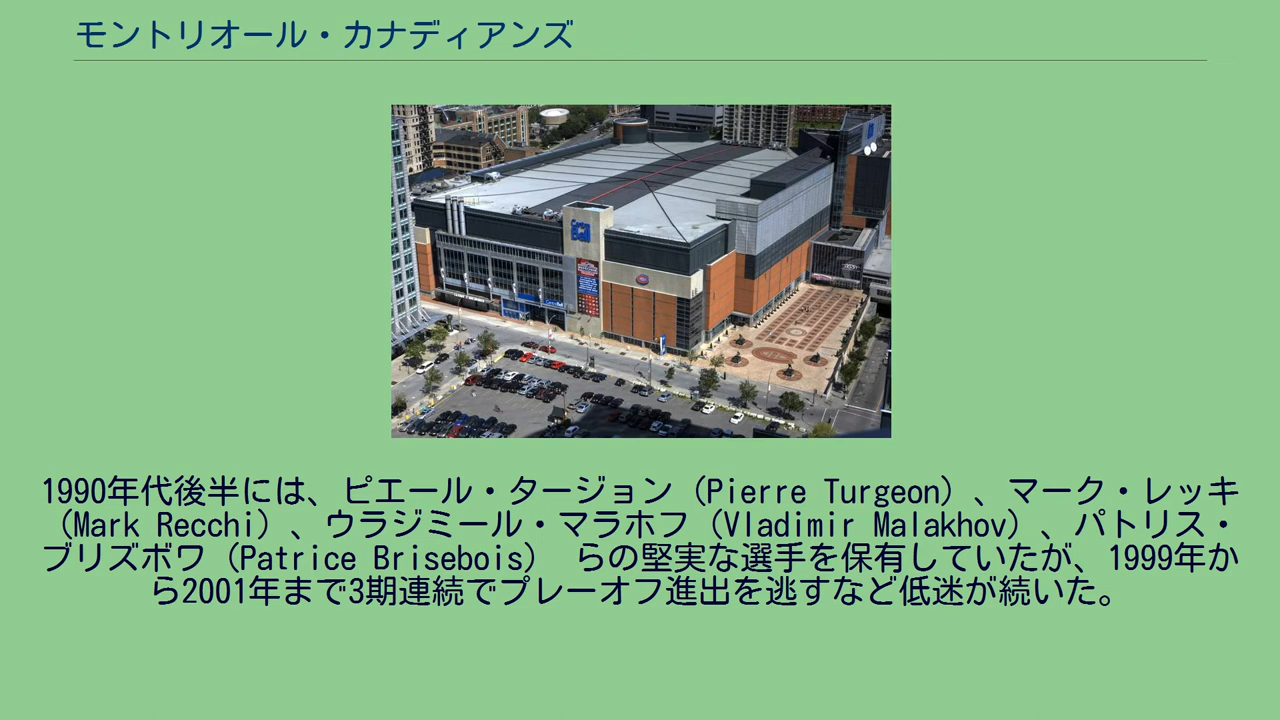 モントリオール・カナディアンズ
Centre
Bell
1990年代後半には、ピエール・タージョン（Pierre Turgeon）、マーク・レッキ
（Mark Recchi）、ウラジミール・マラホフ（Vladimir Malakhov）、パトリス・
ブリズボワ（Patrice Brisebois） らの堅実な選手を保有していたが、1999年か
ら2001年まで3期連続でプレーオフ進出を逃すなど低迷が続いた。